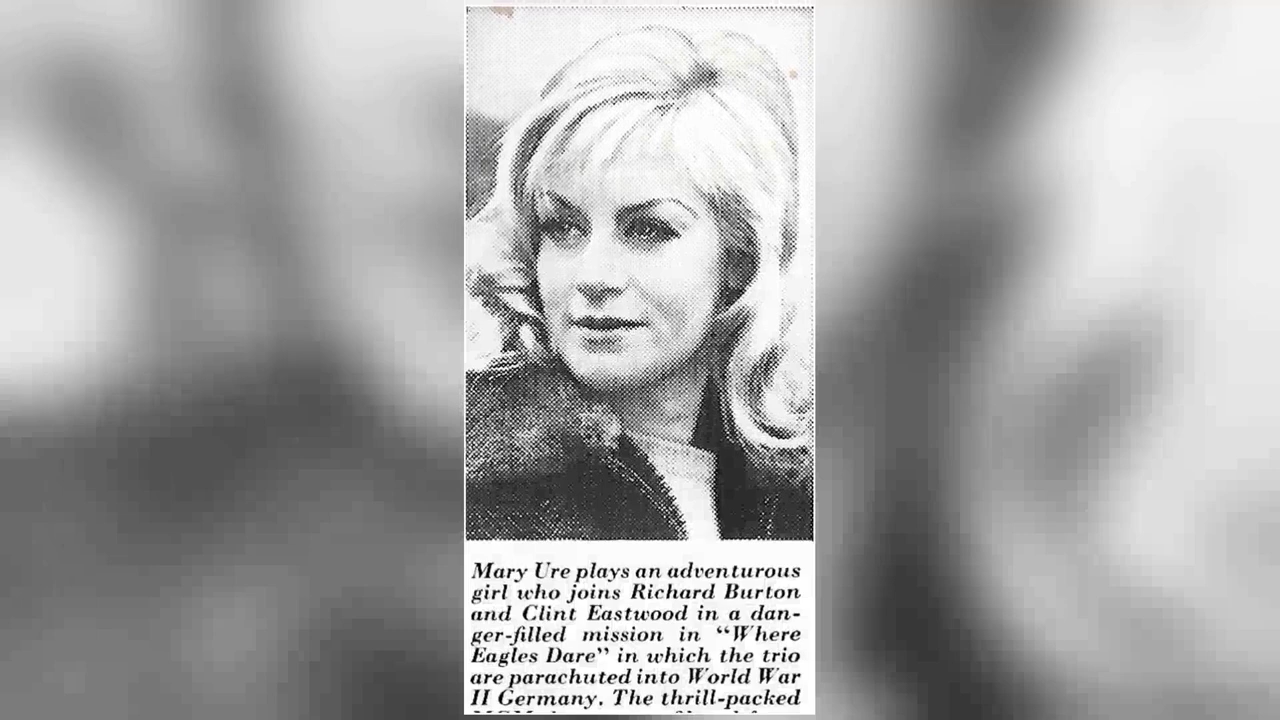 Mary Ure plays an adventurous
girl who joins Richard Burton
and Clint Eastwood in a dan-
ger-filled mission in “Where
Eagles Dare” in which the trio
are parachuted into World War
II Germany. The thrill-packed